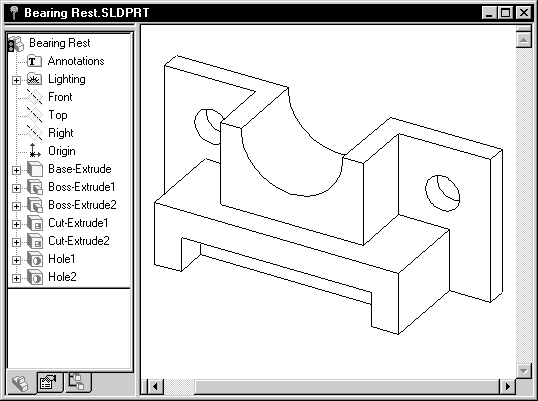 Bearing Rest.SLDPRT
Bearing Rest
Annotations
Lighting
Front
Top
Right
Origin
Base-Extrude
Boss-Extrude1
Boss-Extrude2
Cut-Extrude1
Cut-Extrude2
Hole1
Hole2